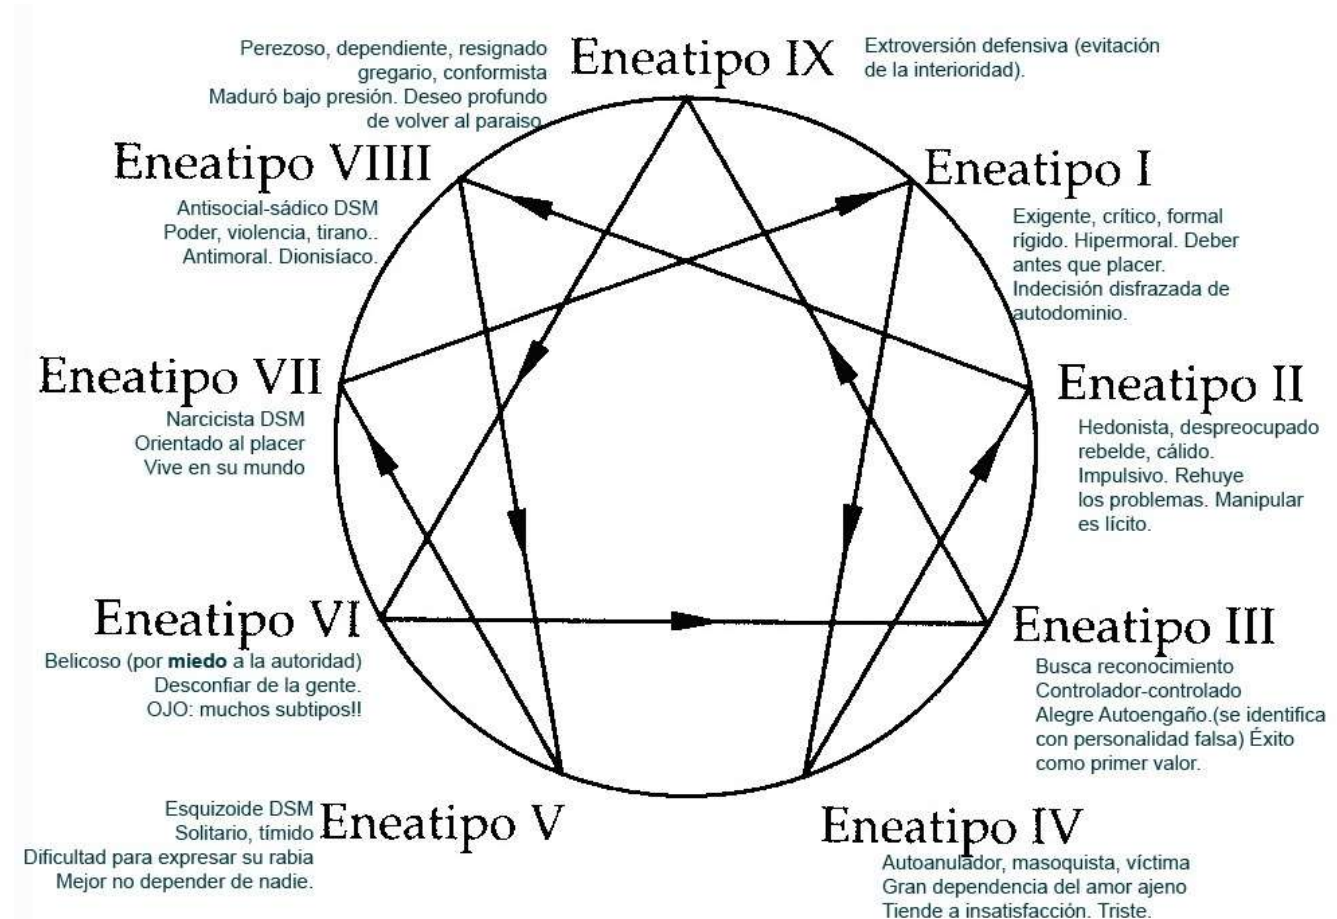 Perezoso, dependiente, resignado
gregario, conformista
Maduró bajo presión. Deseo profundo
de volver al paraiso.
Eneatipo IX
Extroversión defensiva (evitación
de la interioridad).
Eneatipo VIIII
Antisocial-sádico DSM
Poder, violencia, tirano..
Antimoral. Dionisíaco.
Eneatipo I
Exigente, crítico, formal
rígido. Hipermoral. Deber
antes que placer.
Indecisión disfrazada de
autodominio.
Eneatipo VII
Narcicista DSM
Orientado al placer
Vive en su mundo
Eneatipo II
Hedonista, despreocupado
rebelde, cálido.
Impulsivo. Rehuye
los problemas. Manipular
es lícito.
Eneatipo VI
Belicoso (por miedo a la autoridad)
Desconfiar de la gente.
OJO: muchos subtipos!!
Eneatipo III
Busca reconocimiento
Controlador-controlado
Alegre Autoengaño.(se identifica
con personalidad falsa) Éxito
como primer valor.
Esquizoide DSM
Solitario, tímido
Dificultad para expresar su rabia
Mejor no depender de nadie.
Eneatipo V
Eneatipo IV
Autoanulador, masoquista, víctima
Gran dependencia del amor ajeno
Tiende a insatisfacción. Triste.